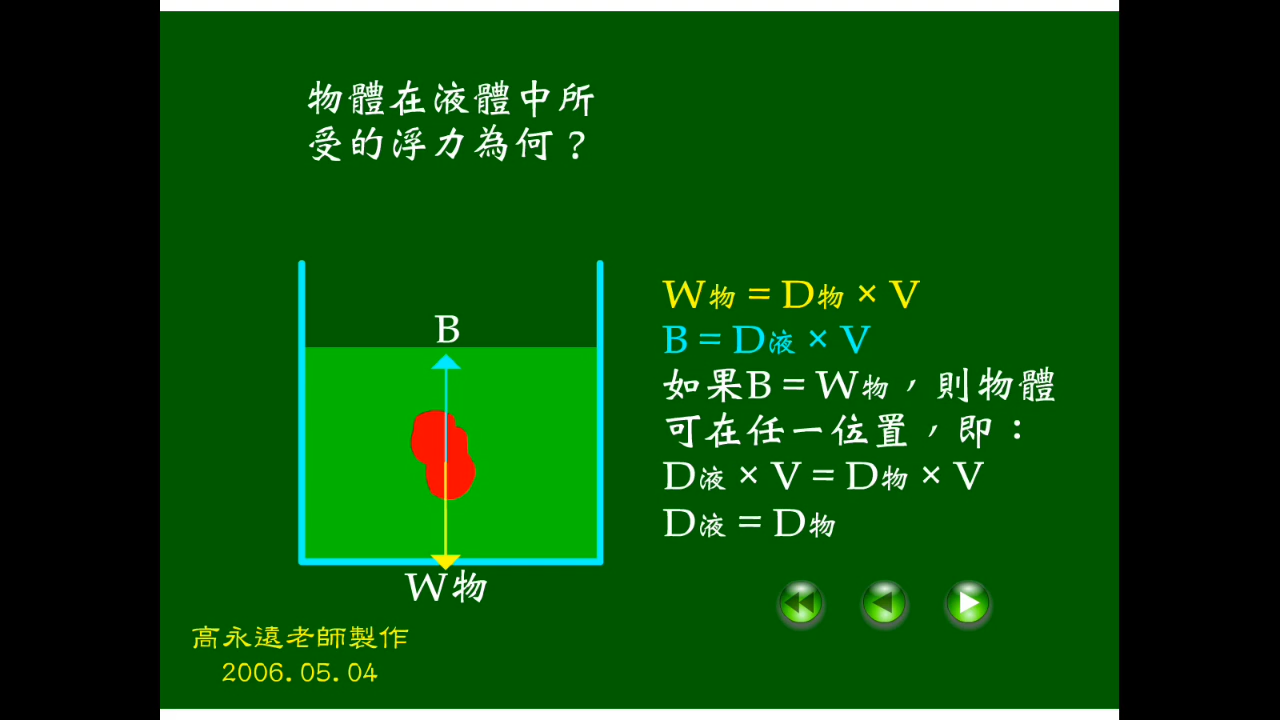 物體在液體中所
受的浮力為何？
B
W物
W物 = D物 × V
B = D液 × V
如果B = W物，則物體
可在任一位置，即：
D液 × V = D物 × V
D液 = D物
高永遠老師製作
2006.05.04